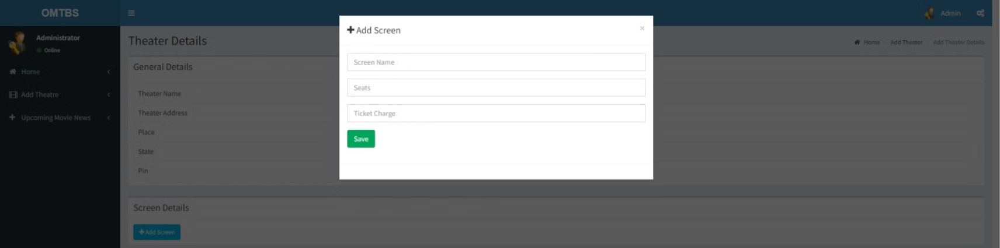 OMTBS
Admin
Administrator
Online
Home
Add Theatre
Upcoming Movie News
Theater Details
Home
Add Theater
Add Theater Details
General Details
Theater Name
Theater Address
Place
State
Pin
Screen Details
Add Screen
Add Screen
×
Screen Name
Seats
Ticket Charge
Save